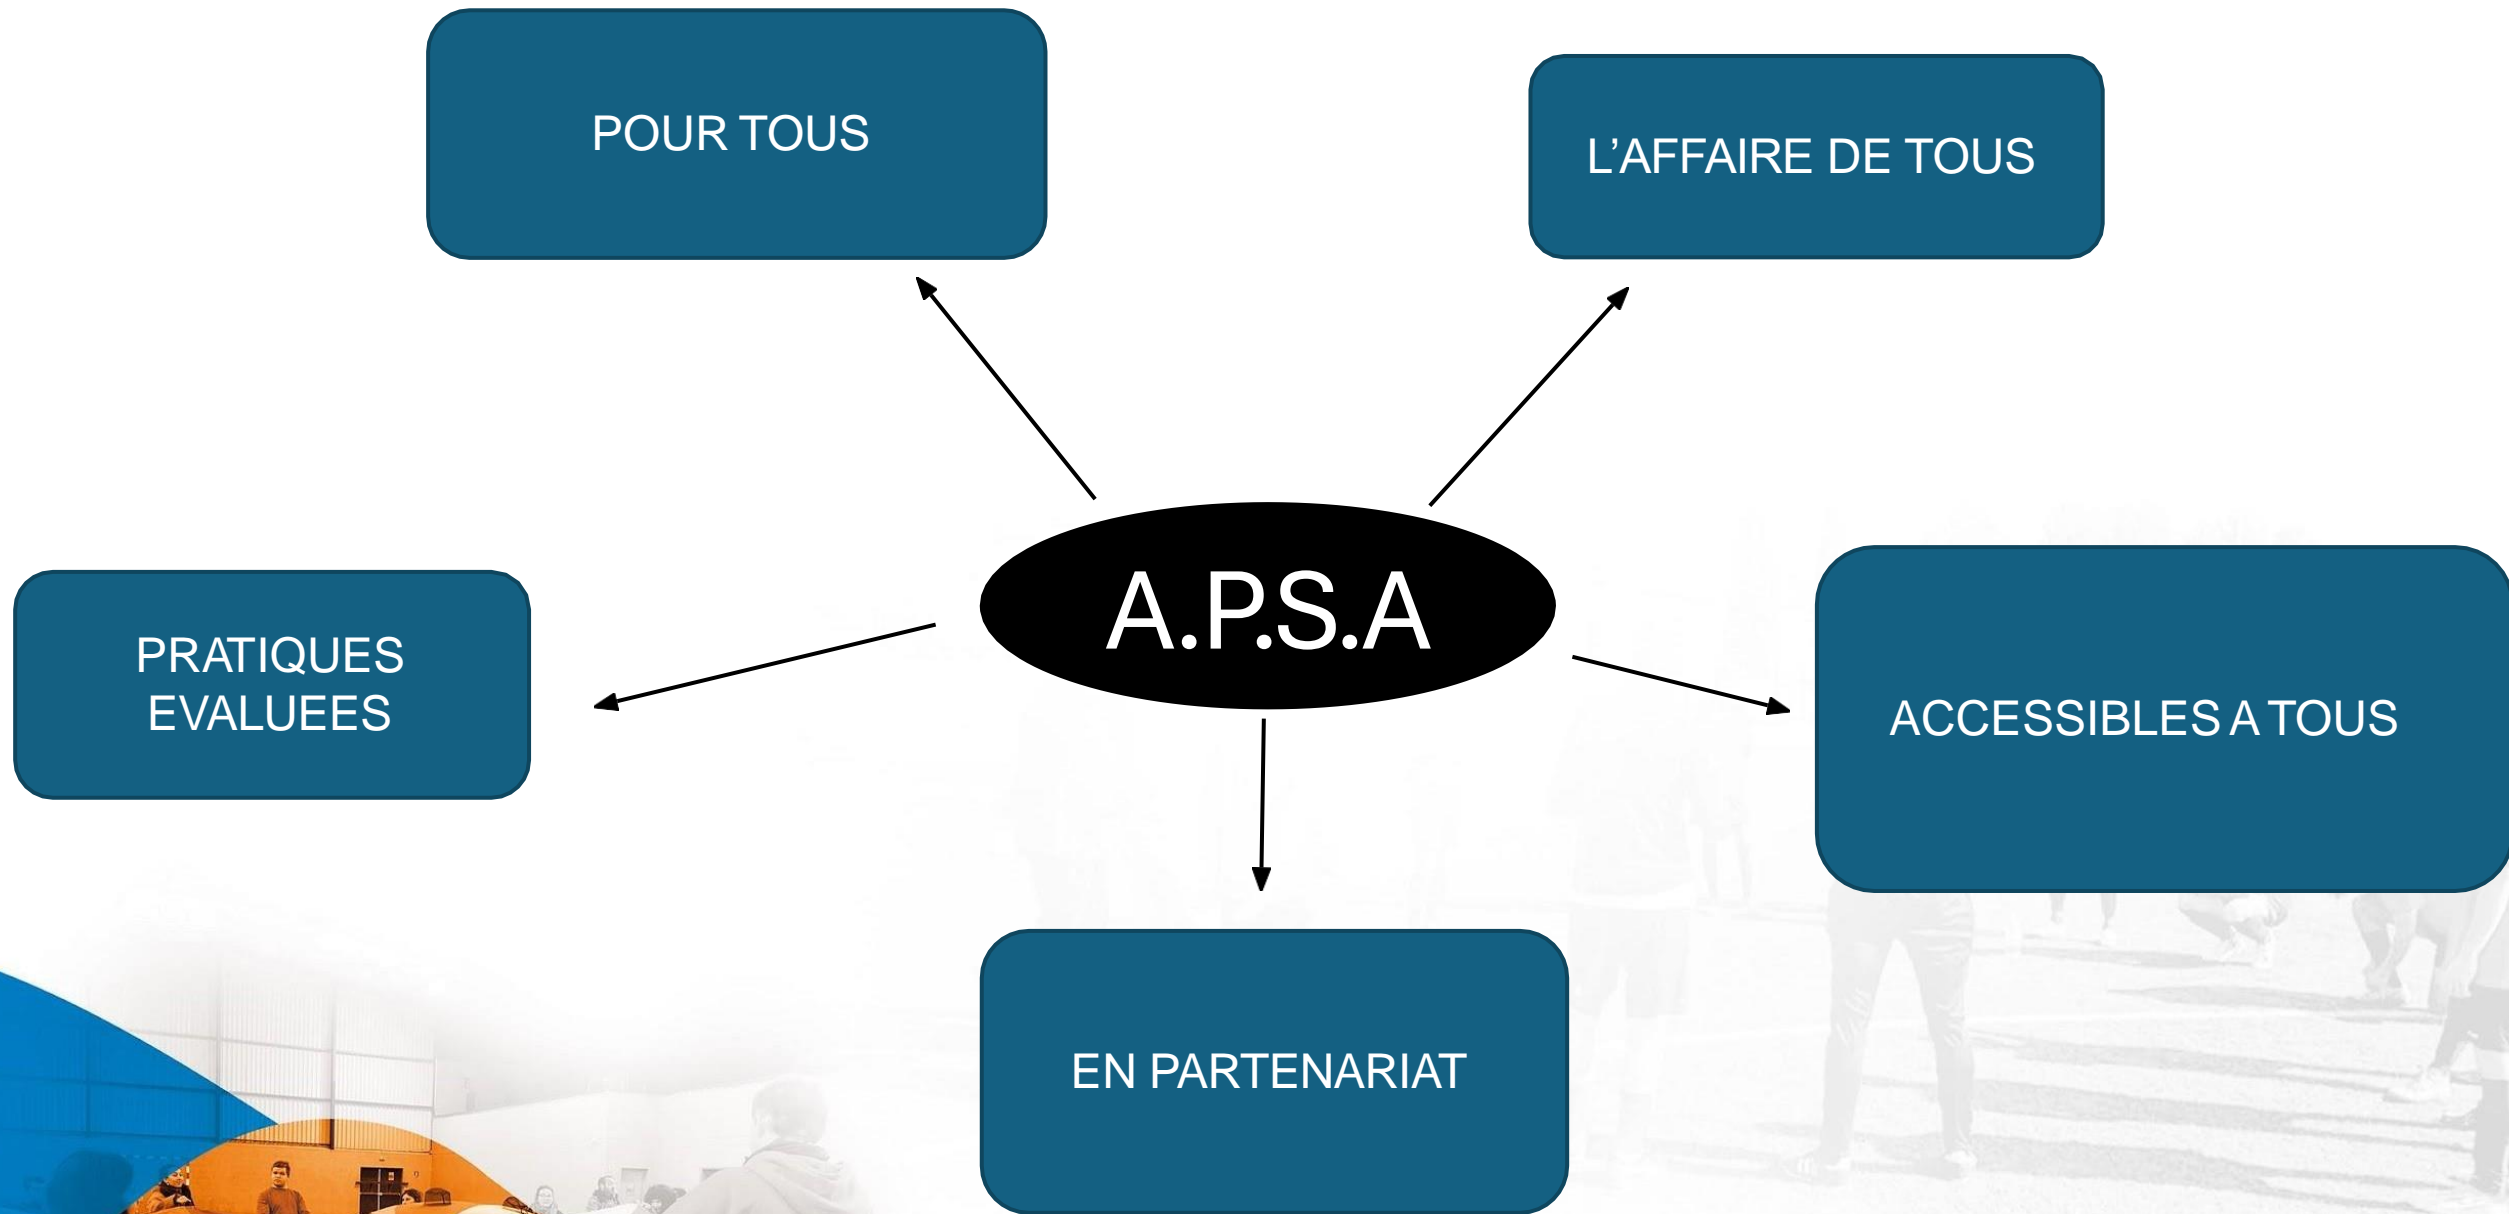 POUR TOUS
L’AFFAIRE DE TOUS
A.P.S.A
PRATIQUES
EVALUEES
ACCESSIBLES A TOUS
EN PARTENARIAT